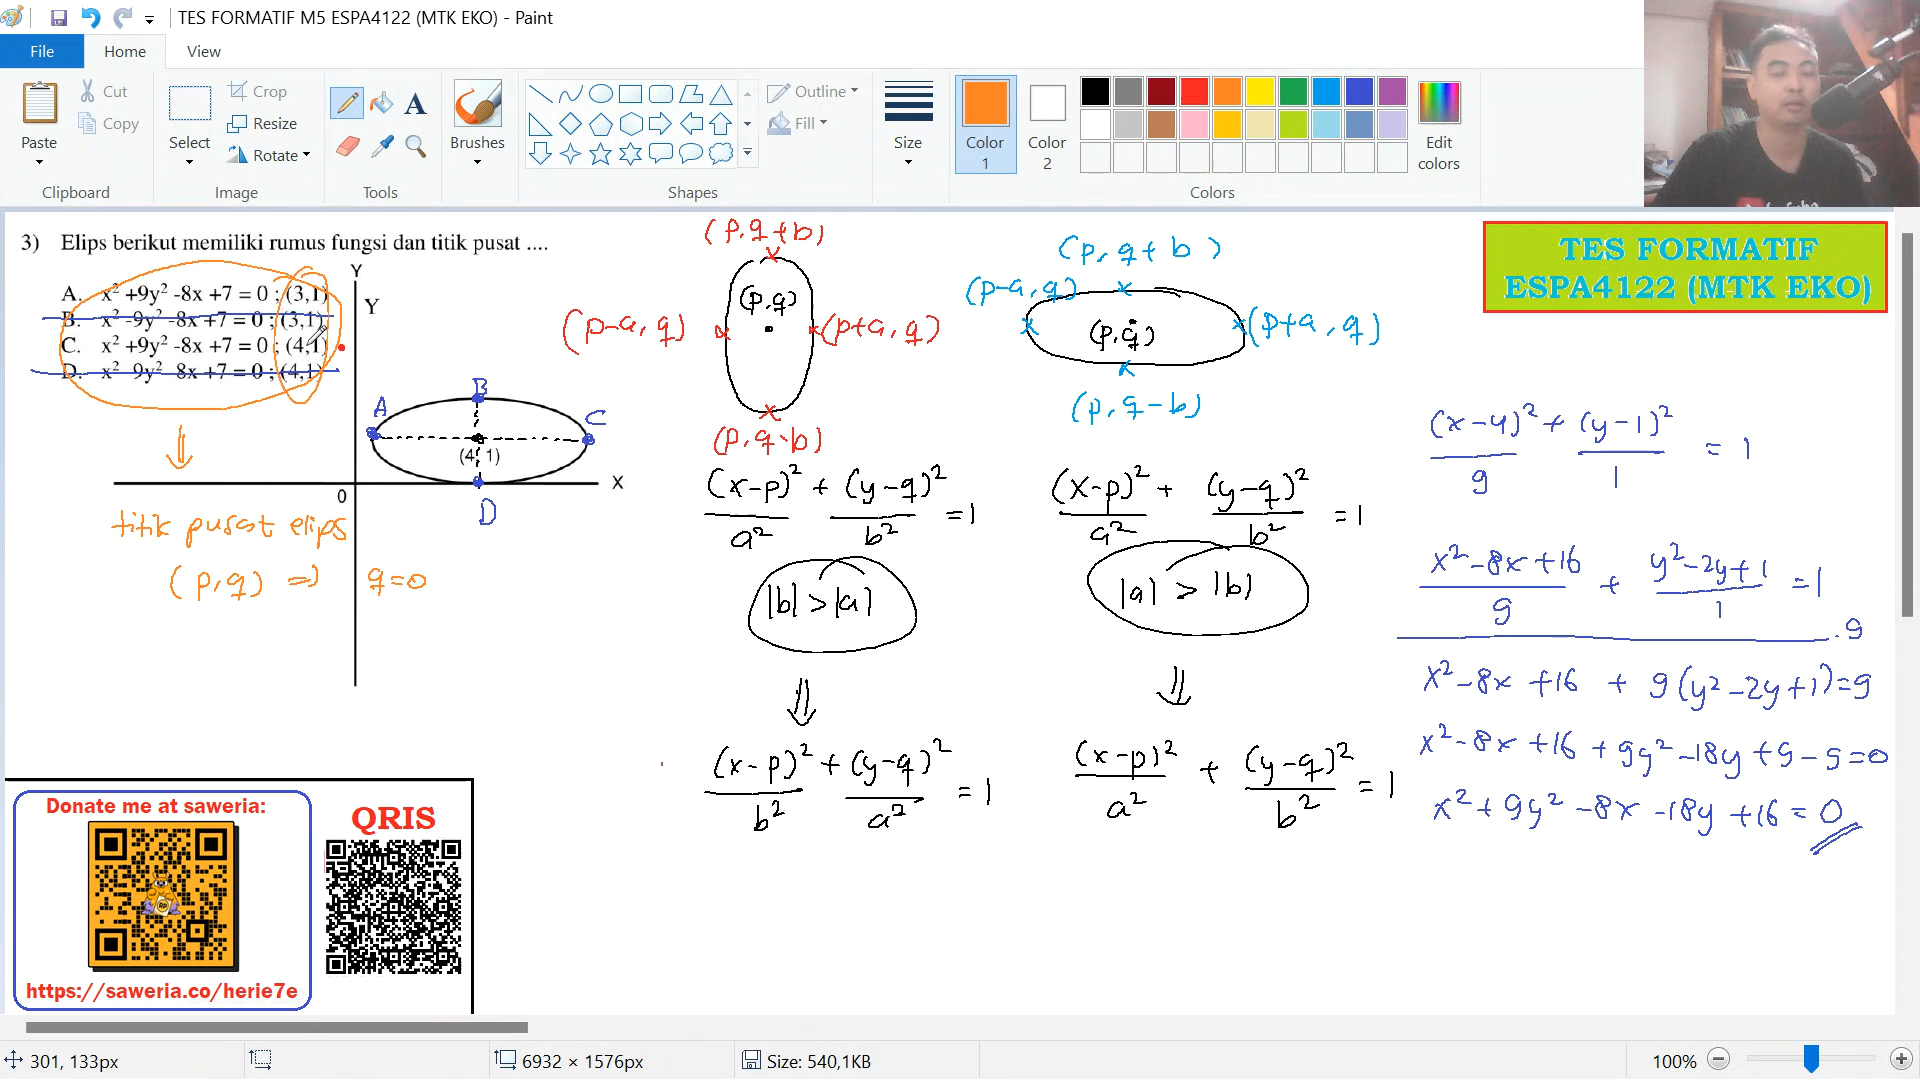 TES FORMATIF M5 ESPA4122 (MTK EKO) - Paint
File Home View
Paste
Cut
Copy
Clipboard
Select
Crop
Resize
Rotate
Image
A
Tools
Brushes
Outline
Fill
Shapes
Size
Color 1
Color 2
Edit colors
Colors
3) Elips berikut memiliki rumus fungsi dan titik pusat ....
A. x² +9y² -8x +7 = 0 ; (3,1)
B. x² -9y² -8x +7 = 0 ; (3,1)
C. x² +9y² -8x +7 = 0 ; (4,1)
D. x² 9y² 8x +7 = 0 ; (4,1)
Y
Y
A
B
C
D
(4, 1)
X
0
titik pusat elips
(p,q) => q=0
(p,q+b)
(p,q)
(p-a, q)
(p+a, q)
(p,q-b)
(x-p)²/a² + (y-q)²/b² = 1
|b| > |a|
(x-p)²/b² + (y-q)²/a² = 1
(p, q+b)
(p-a, q)
(p,q)
(p+a, q)
(p, q-b)
(x-p)²/a² + (y-q)²/b² = 1
|a| > |b|
(x-p)²/a² + (y-q)²/b² = 1
TES FORMATIF
ESPA4122 (MTK EKO)
(x-4)²/9 + (y-1)²/1 = 1
x²-8x+16/9 + y²-2y+1/1 = 1
.9
x²-8x +16 + 9(y²-2y+1)=9
x²-8x +16 +9y²-18y +9-9=0
x²+9y²-8x-18y+16=0
Donate me at saweria:
RP
https://saweria.co/herie7e
QRIS
301, 133px
6932 × 1576px
Size: 540,1KB
100%